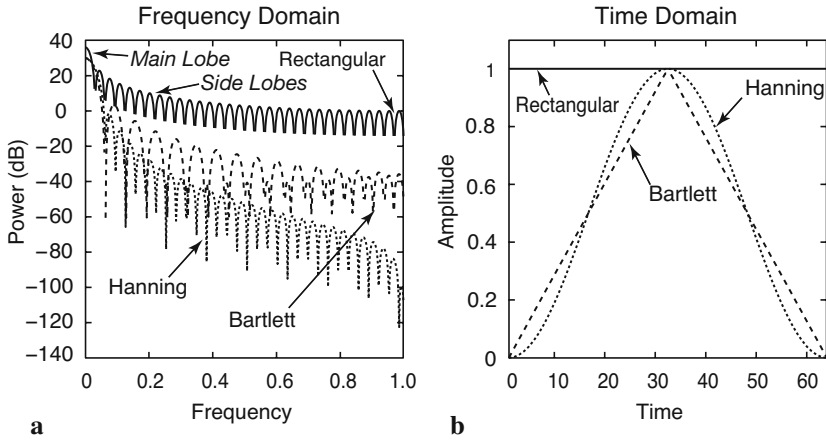 Frequency Domain
40
20
0
−20
−40
−60
−80
−100
−120
−140
Power (dB)
Main Lobe
Side Lobes
Rectangular
Hanning
Bartlett
0
0.2
0.4
0.6
0.8
1.0
Frequency
a
Time Domain
1
0.8
0.6
0.4
0.2
0
Amplitude
Rectangular
Hanning
Bartlett
0
10
20
30
40
50
60
Time
b